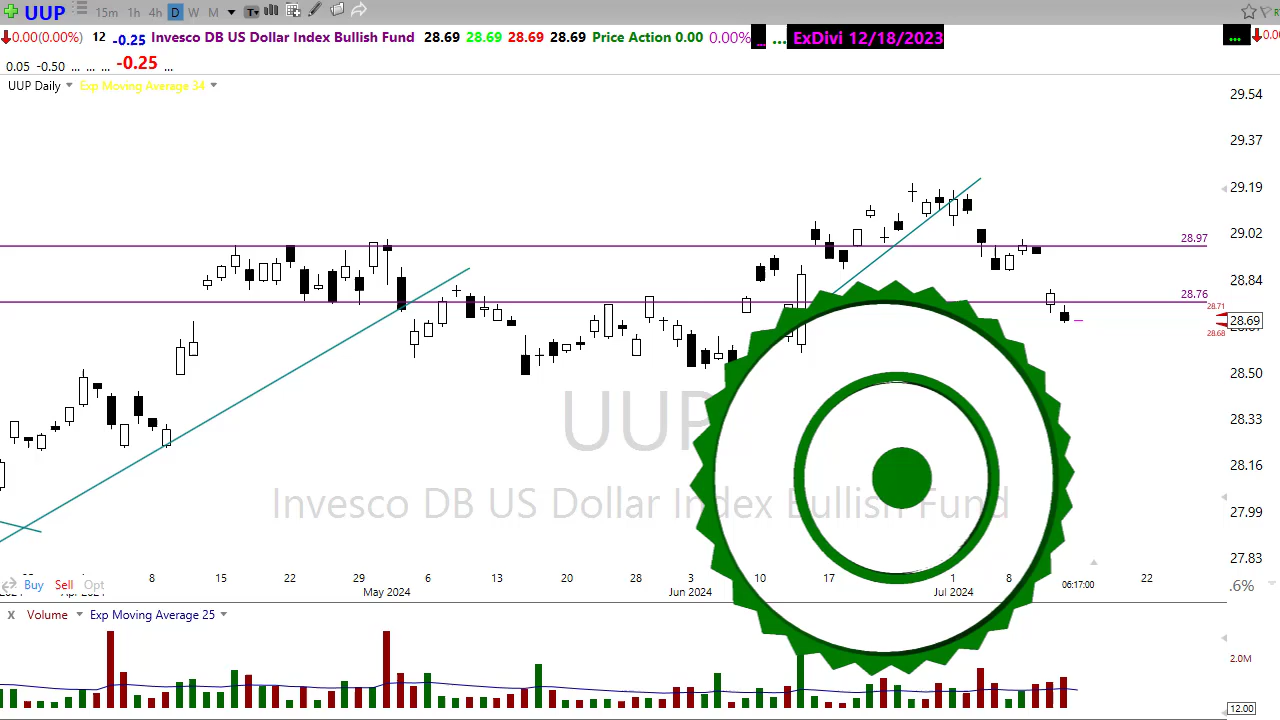 UUP 15m 1h 4h D W M T
0.00(0.00%) 12 -0.25 Invesco DB US Dollar Index Bullish Fund 28.69 28.69 28.69 28.69 Price Action 0.00 0.00% ... ... ExDivi 12/18/2023 ...
0.05 -0.50 ... ... ... -0.25 ...
UUP Daily Exp Moving Average 34
29.54
29.37
29.19
28.97 29.02
28.84
28.76
28.71
28.69
28.68
28.50
28.33
28.16
27.99
27.83
UUP
Invesco DB US Dollar Index Bullish Fund
8 15 22 29 6 13 20 28 3 10 17 1 8 06:17:00 22
Buy Sell Opt .6%
May 2024 Jun 2024 Jul 2024
X Volume Exp Moving Average 25
2.0M
12.00